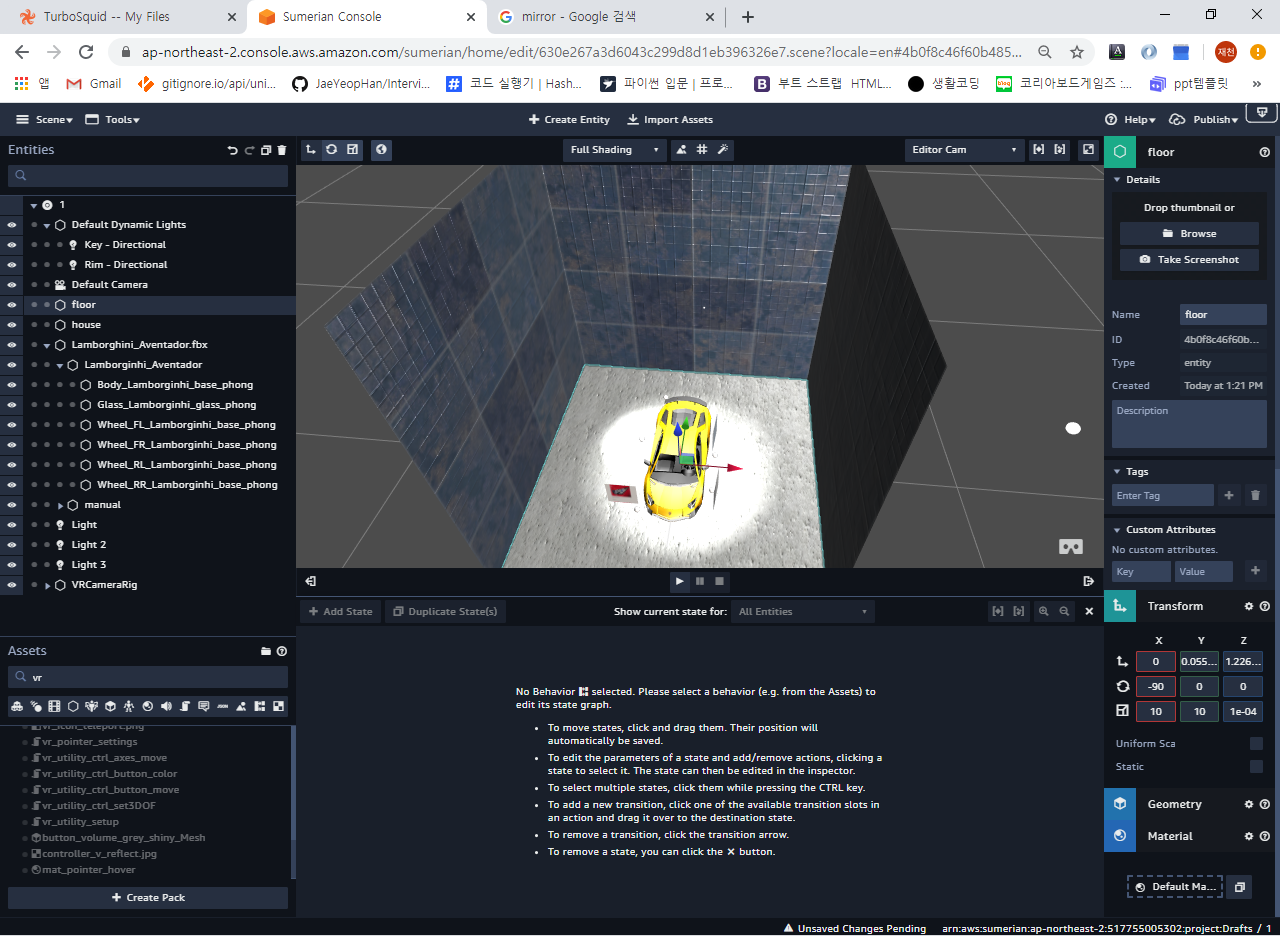 TurboSquid -- My Files
Sumerian Console
mirror - Google 검색
ap-northeast-2.console.aws.amazon.com/sumerian/home/edit/630e267a3d6043c299d8d1eb396326e7.scene?locale=en#4b0f8c46f60b485...
재천
앱
Gmail
gitignore.io/api/uni...
JaeYeopHan/Intervi...
코드 실행기 | Hash...
파이썬 입문 | 프로...
부트 스트랩 HTML...
생활코딩
코리아보드게임즈 :...
ppt템플릿
»
Scene
Tools
Create Entity
Import Assets
Help
Publish
Entities
Full Shading
Editor Cam
1
Default Dynamic Lights
Key - Directional
Rim - Directional
Default Camera
floor
house
Lamborghini_Aventador.fbx
Lamborginhi_Aventador
Body_Lamborginhi_base_phong
Glass_Lamborginhi_glass_phong
Wheel_FL_Lamborginhi_base_phong
Wheel_FR_Lamborginhi_base_phong
Wheel_RL_Lamborginhi_base_phong
Wheel_RR_Lamborginhi_base_phong
manual
Light
Light 2
Light 3
VRCameraRig
Assets
vr
vr_icon_teleport.png
vr_pointer_settings
vr_utility_ctrl_axes_move
vr_utility_ctrl_button_color
vr_utility_ctrl_button_move
vr_utility_ctrl_set3DOF
vr_utility_setup
button_volume_grey_shiny_Mesh
controller_v_reflect.jpg
mat_pointer_hover
Create Pack
Add State
Duplicate State(s)
Show current state for:
All Entities
No Behavior selected. Please select a behavior (e.g. from the Assets) to
edit its state graph.
• To move states, click and drag them. Their position will
automatically be saved.
• To edit the parameters of a state and add/remove actions, clicking a
state to select it. The state can then be edited in the inspector.
• To select multiple states, click them while pressing the CTRL key.
• To add a new transition, click one of the available transition slots in
an action and drag it over to the destination state.
• To remove a transition, click the transition arrow.
• To remove a state, you can click the ✕ button.
floor
Details
Drop thumbnail or
Browse
Take Screenshot
Name floor
ID 4b0f8c46f60b...
Type entity
Created Today at 1:21 PM
Description
Tags
Enter Tag
Custom Attributes
No custom attributes.
Key Value
Transform
X Y Z
0 0.055... 1.226...
-90 0 0
10 10 1e-04
Uniform Sca
Static
Geometry
Material
Default Ma...
Unsaved Changes Pending
arn:aws:sumerian:ap-northeast-2:517755005302:project:Drafts / 1